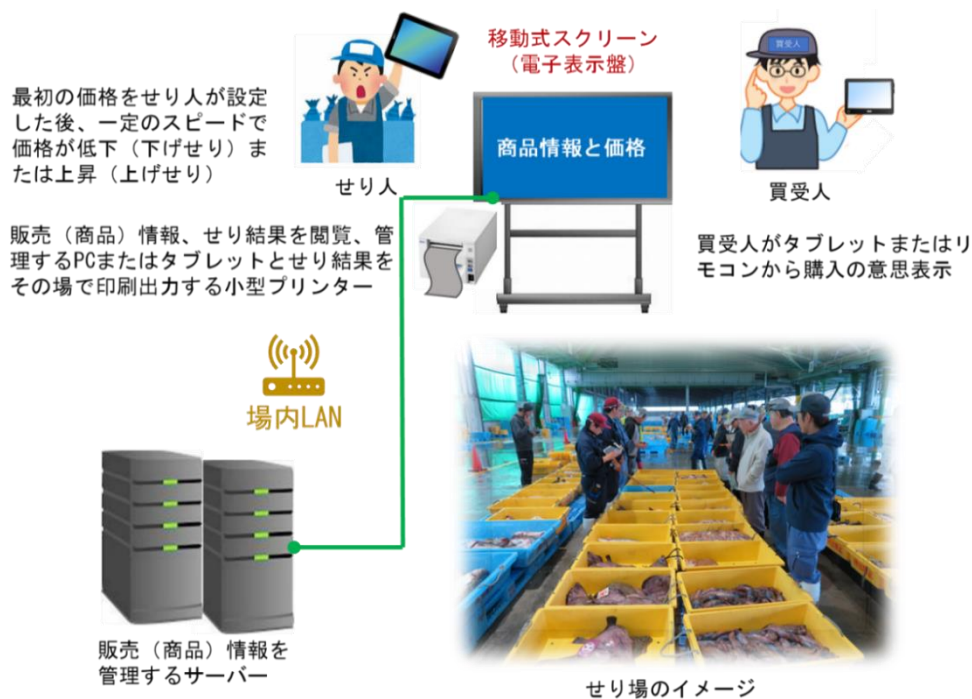 移動式スクリーン
（電子表示盤）
買受人
最初の価格をせり人が設定
した後、一定のスピードで
価格が低下（下げせり）ま
たは上昇（上げせり）
商品情報と価格
せり人
買受人
販売（商品）情報、せり結果を閲覧、管
理するPCまたはタブレットとせり結果を
その場で印刷出力する小型プリンター
買受人がタブレットまたはリ
モコンから購入の意思表示
場内LAN
販売（商品）情報を
管理するサーバー
せり場のイメージ